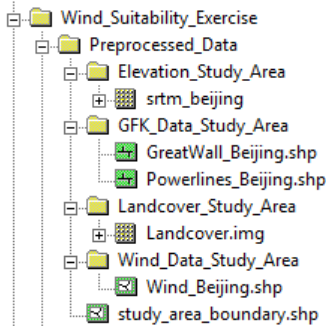 Wind_Suitability_Exercise
Preprocessed_Data
Elevation_Study_Area
srtm_beijing
GFK_Data_Study_Area
GreatWall_Beijing.shp
Powerlines_Beijing.shp
Landcover_Study_Area
Landcover.img
Wind_Data_Study_Area
Wind_Beijing.shp
study_area_boundary.shp